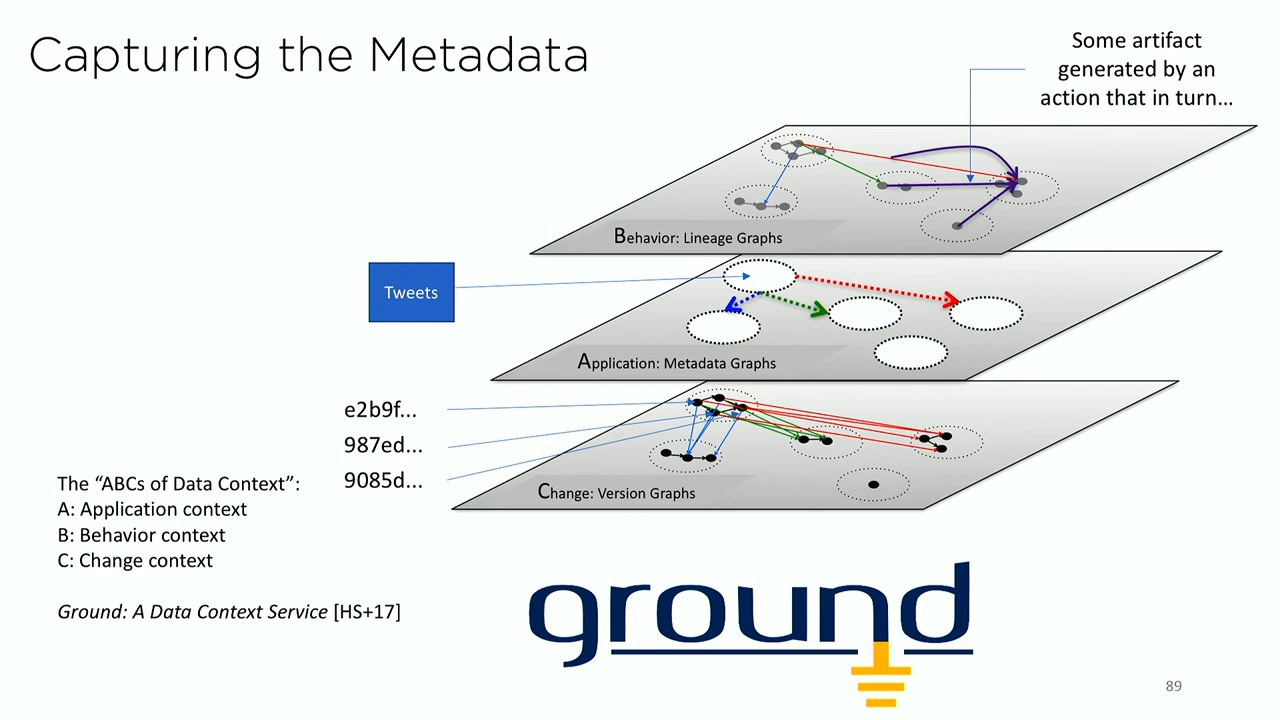 Capturing the Metadata
Some artifact
generated by an
action that in turn...
Behavior: Lineage Graphs
Tweets
Application: Metadata Graphs
e2b9f...
987ed...
9085d...
Change: Version Graphs
The “ABCs of Data Context”:
A: Application context
B: Behavior context
C: Change context
Ground: A Data Context Service [HS+17]
ground
89